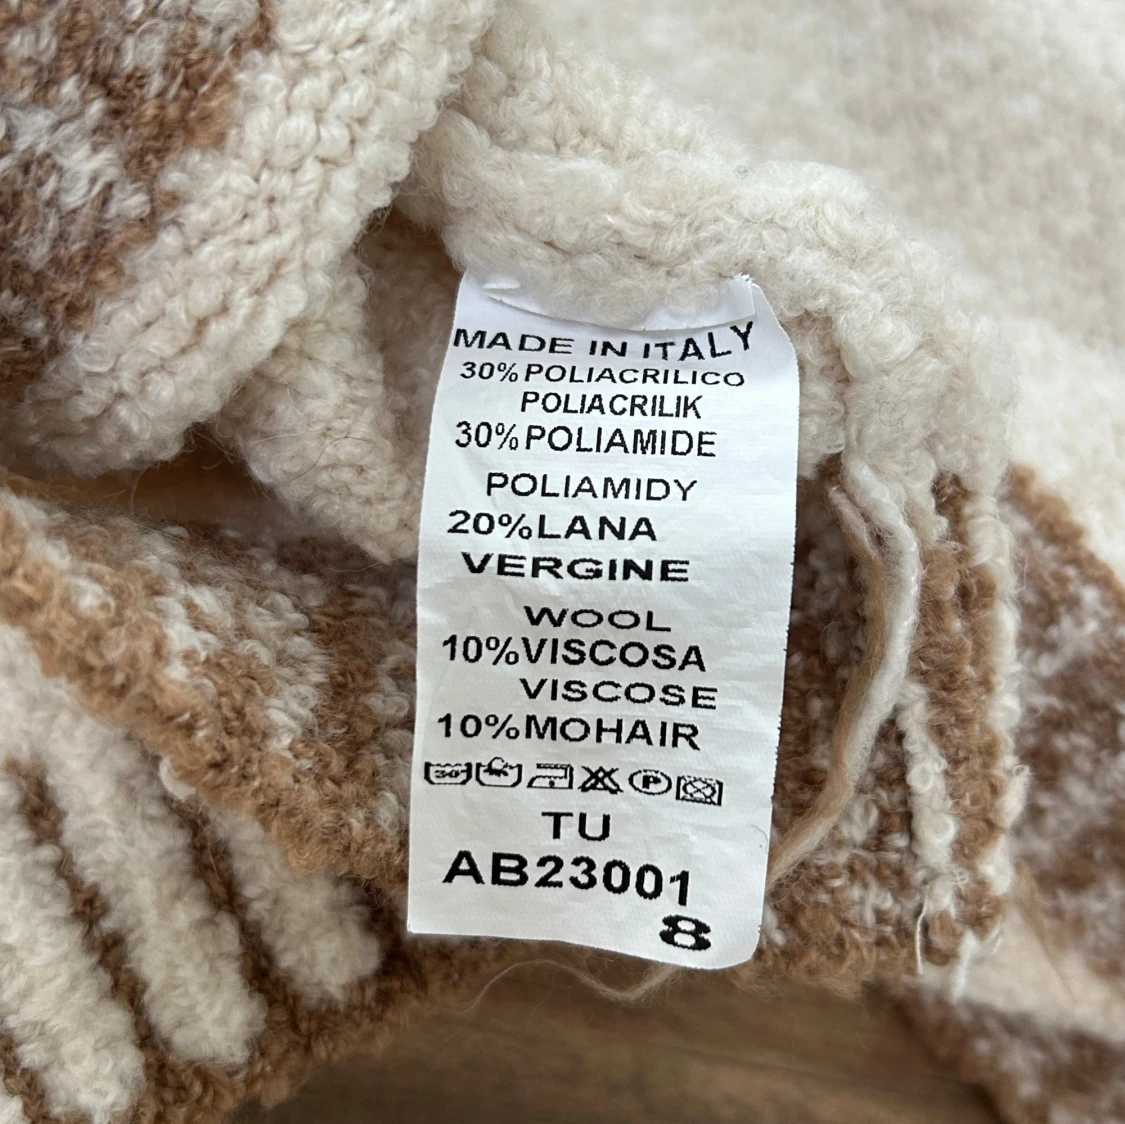 MADE IN ITALY
30% POLIACRILICO
POLIACRILIK
30% POLIAMIDE
POLIAMIDY
20% LANA
VERGINE
WOOL
10% VISCOSA
VISCOSE
10% MOHAIR
30° P
TU
AB23001
8